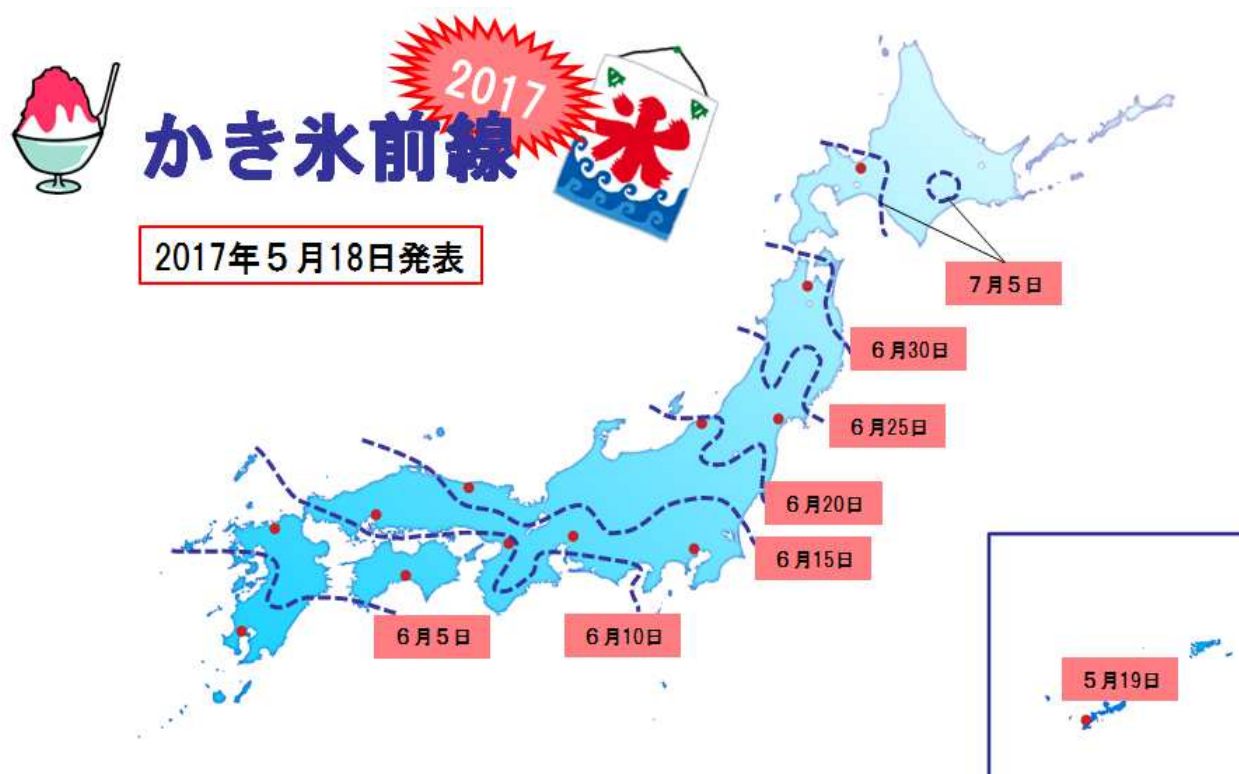 2017
かき氷前線
氷
2017年５月18日発表
７月５日
６月30日
６月25日
６月20日
６月15日
６月５日
６月10日
５月19日